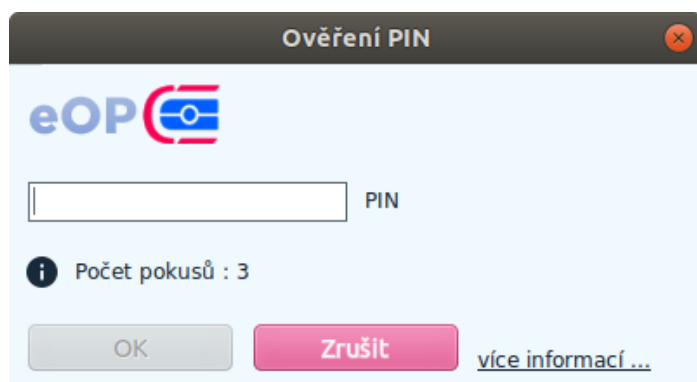 Ověření PIN
eOP
PIN
Počet pokusů : 3
OK
Zrušit
více informací ...